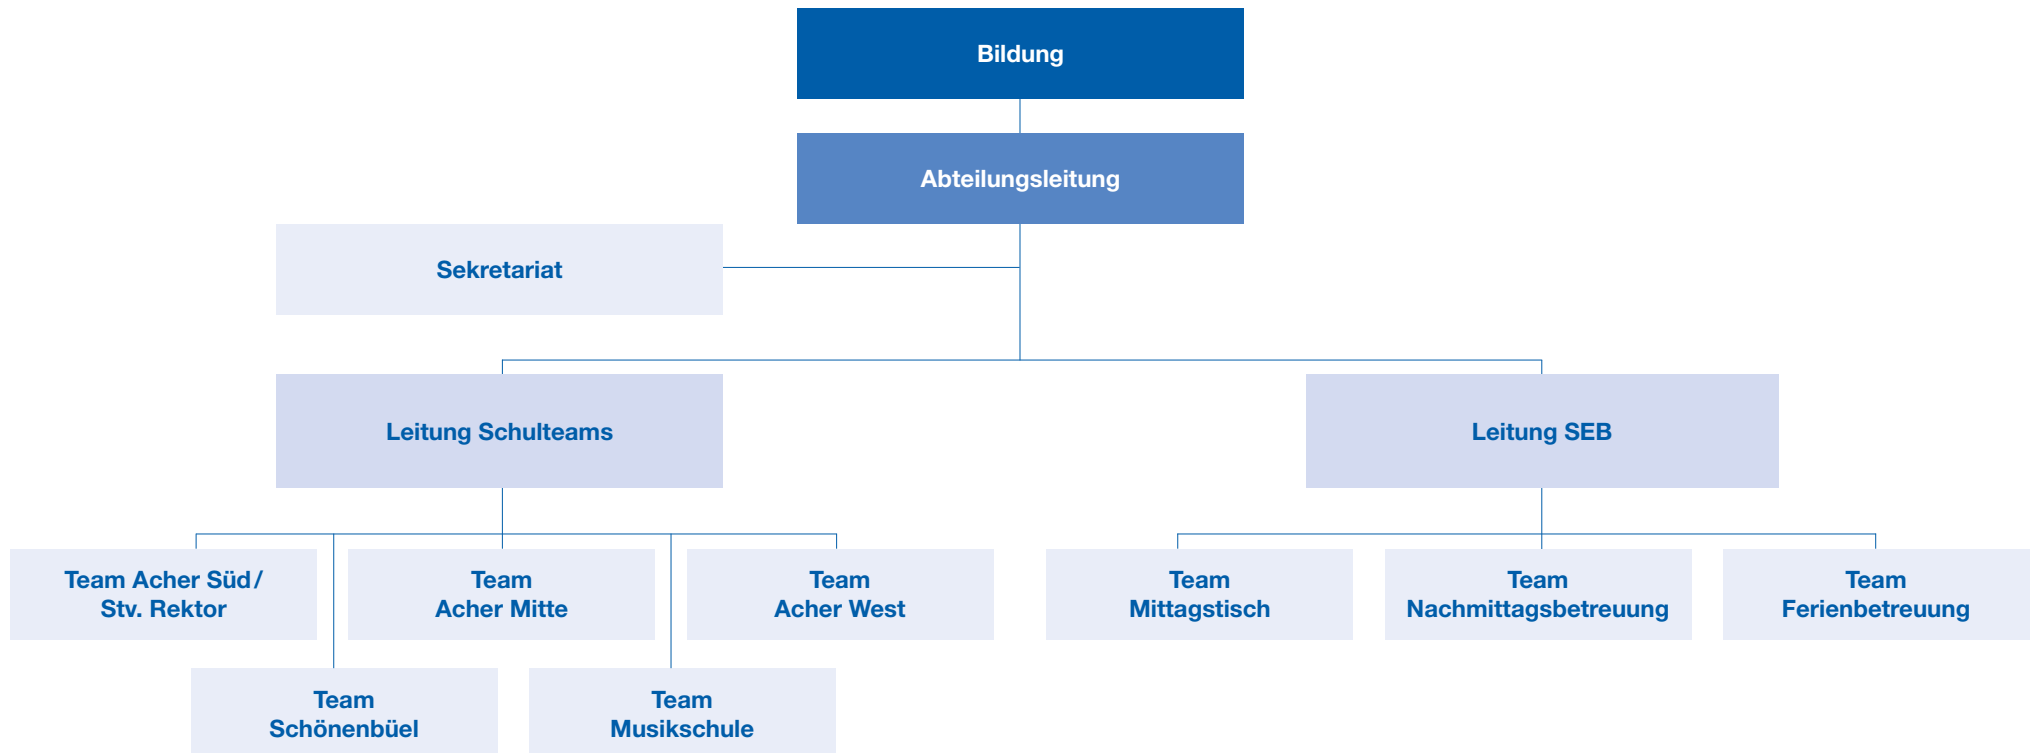 Bildung
Abteilungsleitung
Sekretariat
Leitung Schulteams
Leitung SEB
Team Acher Süd/
Stv. Rektor
Team
Acher Mitte
Team
Acher West
Team
Mittagstisch
Team
Nachmittagsbetreuung
Team
Ferienbetreuung
Team
Schönenbüel
Team
Musikschule